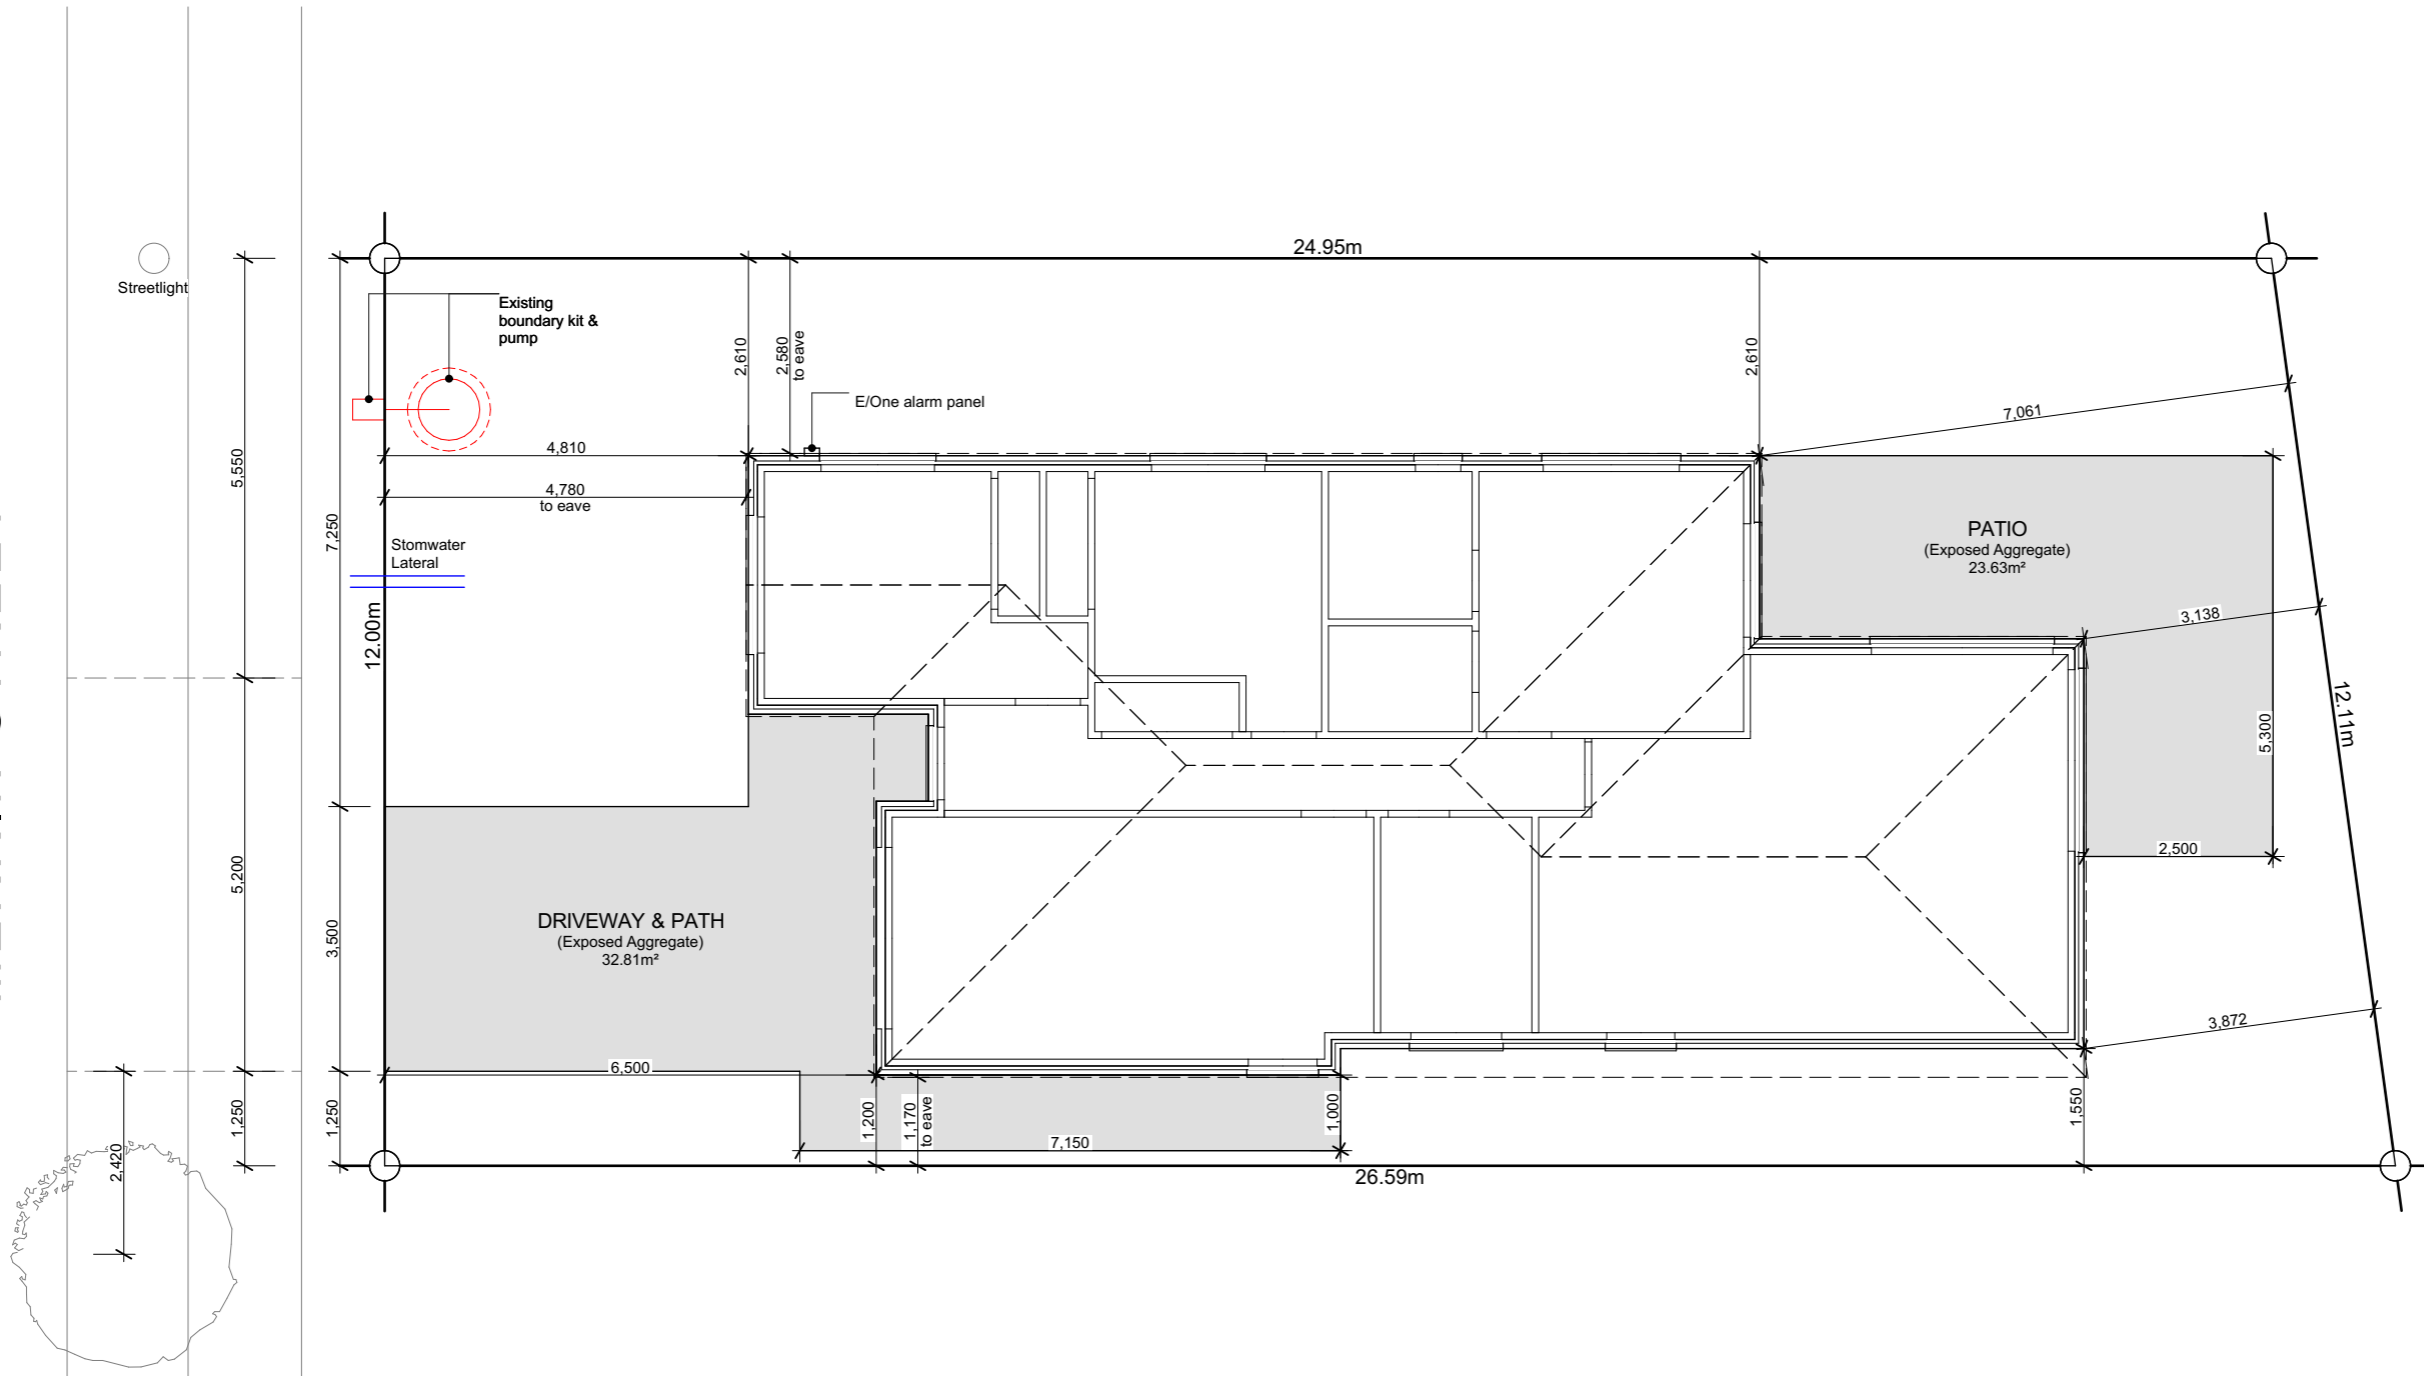 24.95m
Streetlight
Existing
boundary kit &
pump
2,610
2,580
to eave
2,610
E/One alarm panel
7,061
4,810
5,550
4,780
to eave
7,250
PATIO
(Exposed Aggregate)
23.63m²
Stomwater
Lateral
12.00m
3,138
12.11m
5,300
2,500
5,200
3,500
DRIVEWAY & PATH
(Exposed Aggregate)
32.81m²
3,872
6,500
1,250
1,250
1,200
1,170
to eave
1,000
1,550
7,150
2,420
26.59m